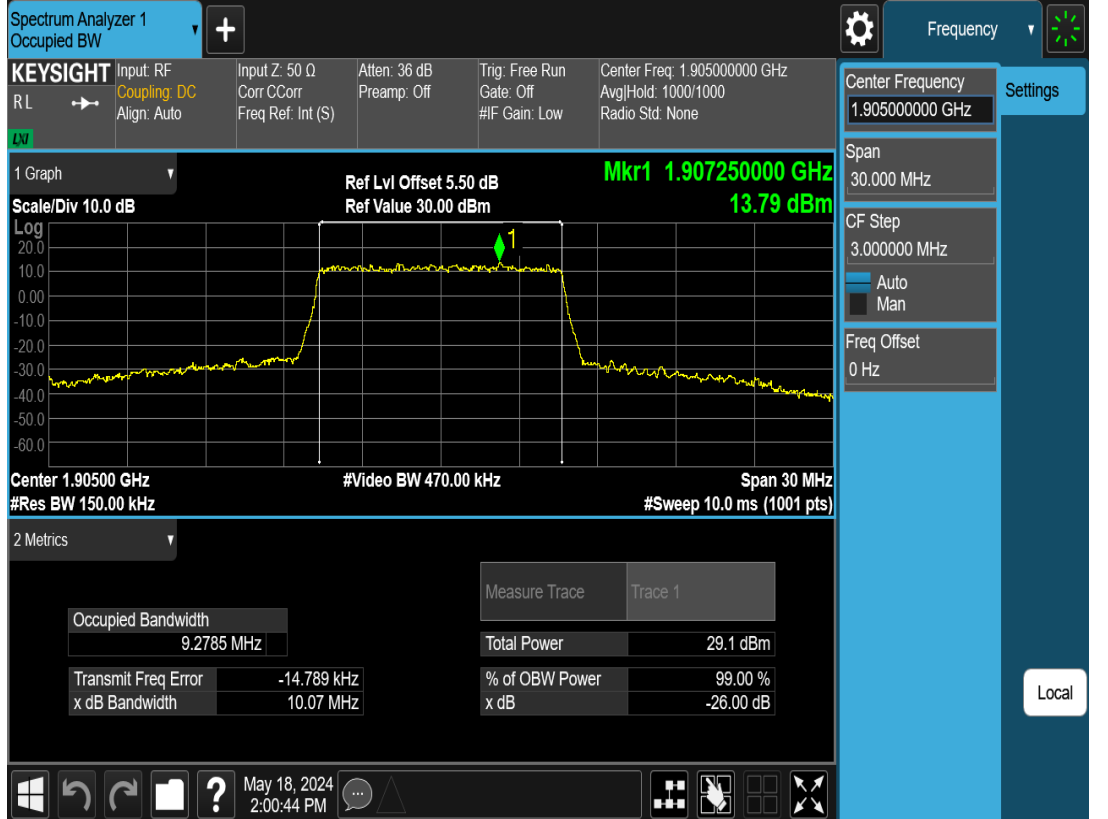 Spectrum Analyzer 1
Occupied BW
+
Frequency
KEYSIGHT
R L
LXI
Input: RF
Coupling: DC
Align: Auto
Input Z: 50 Ω
Corr CCorr
Freq Ref: Int (S)
Atten: 36 dB
Preamp: Off
Trig: Free Run
Gate: Off
#IF Gain: Low
Center Freq: 1.905000000 GHz
Avg|Hold: 1000/1000
Radio Std: None
1 Graph
Scale/Div 10.0 dB
Ref Lvl Offset 5.50 dB
Ref Value 30.00 dBm
Mkr1 1.907250000 GHz
13.79 dBm
Log
20.0
10.0
0.00
-10.0
-20.0
-30.0
-40.0
-50.0
-60.0
1
Center 1.90500 GHz
#Res BW 150.00 kHz
#Video BW 470.00 kHz
Span 30 MHz
#Sweep 10.0 ms (1001 pts)
2 Metrics
Measure Trace Trace 1
Occupied Bandwidth
9.2785 MHz
Total Power 29.1 dBm
Transmit Freq Error -14.789 kHz
% of OBW Power 99.00 %
x dB Bandwidth 10.07 MHz
x dB -26.00 dB
Center Frequency
1.905000000 GHz
Span
30.000 MHz
CF Step
3.000000 MHz
Auto
Man
Freq Offset
0 Hz
Settings
Local
?
May 18, 2024
2:00:44 PM